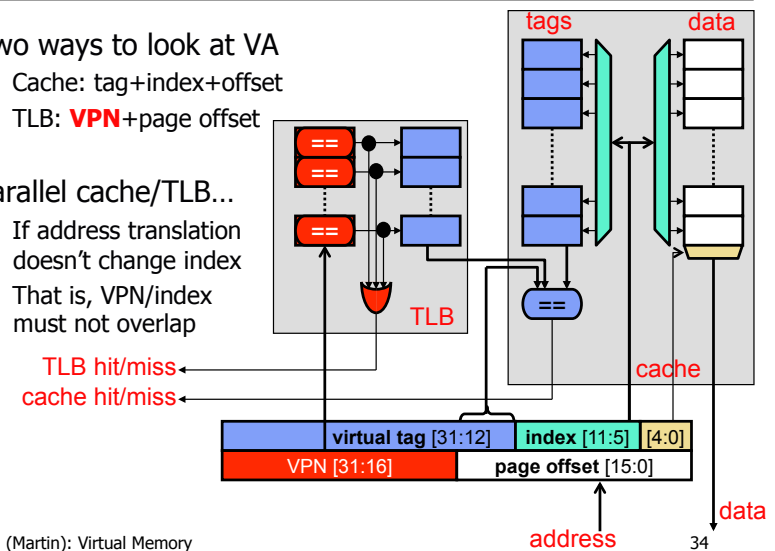 wo ways to look at VA
Cache: tag+index+offset
TLB: VPN+page offset
arallel cache/TLB…
If address translation
doesn't change index
That is, VPN/index
must not overlap
TLB hit/miss
cache hit/miss
==
==
==
TLB
tags
data
==
cache
virtual tag [31:12]
index [11:5]
[4:0]
VPN [31:16]
page offset [15:0]
address
data
(Martin): Virtual Memory
34